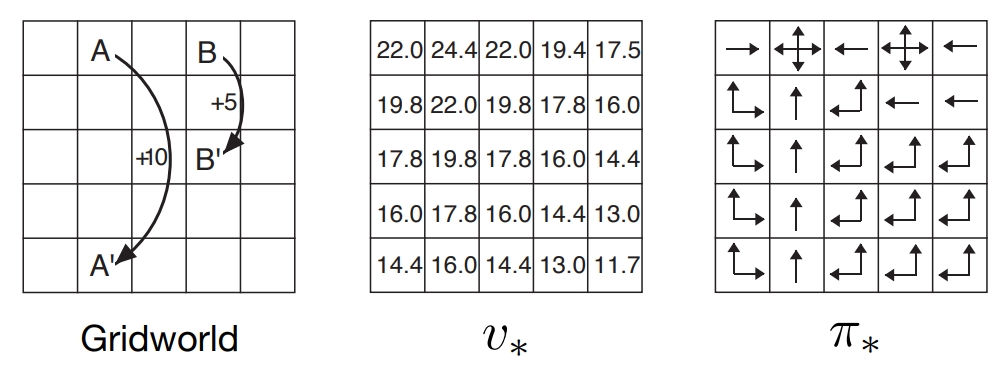 A B
+5
+10 B'
A'
22.0 24.4 22.0 19.4 17.5
19.8 22.0 19.8 17.8 16.0
17.8 19.8 17.8 16.0 14.4
16.0 17.8 16.0 14.4 13.0
14.4 16.0 14.4 13.0 11.7
Gridworld
v*
π*